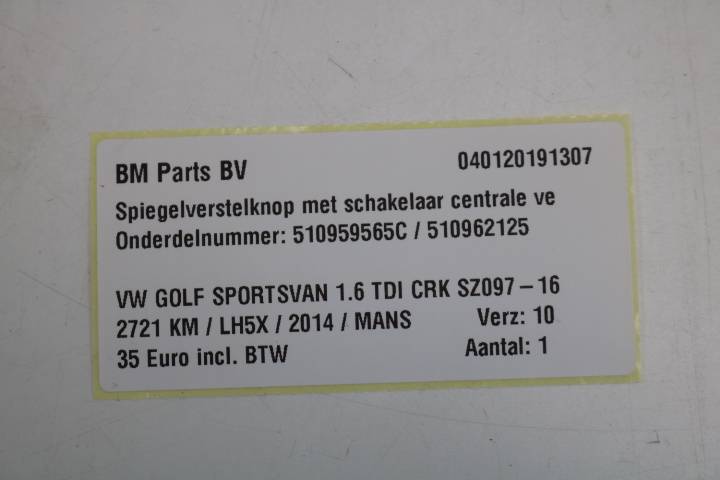 BM Parts BV 040120191307
Spiegelverstelknop met schakelaar centrale ve
Onderdelnummer: 510959565C / 510962125
VW GOLF SPORTSVAN 1.6 TDI CRK SZ097-16
2721 KM / LH5X / 2014 / MANS Verz: 10
35 Euro incl. BTW Aantal: 1